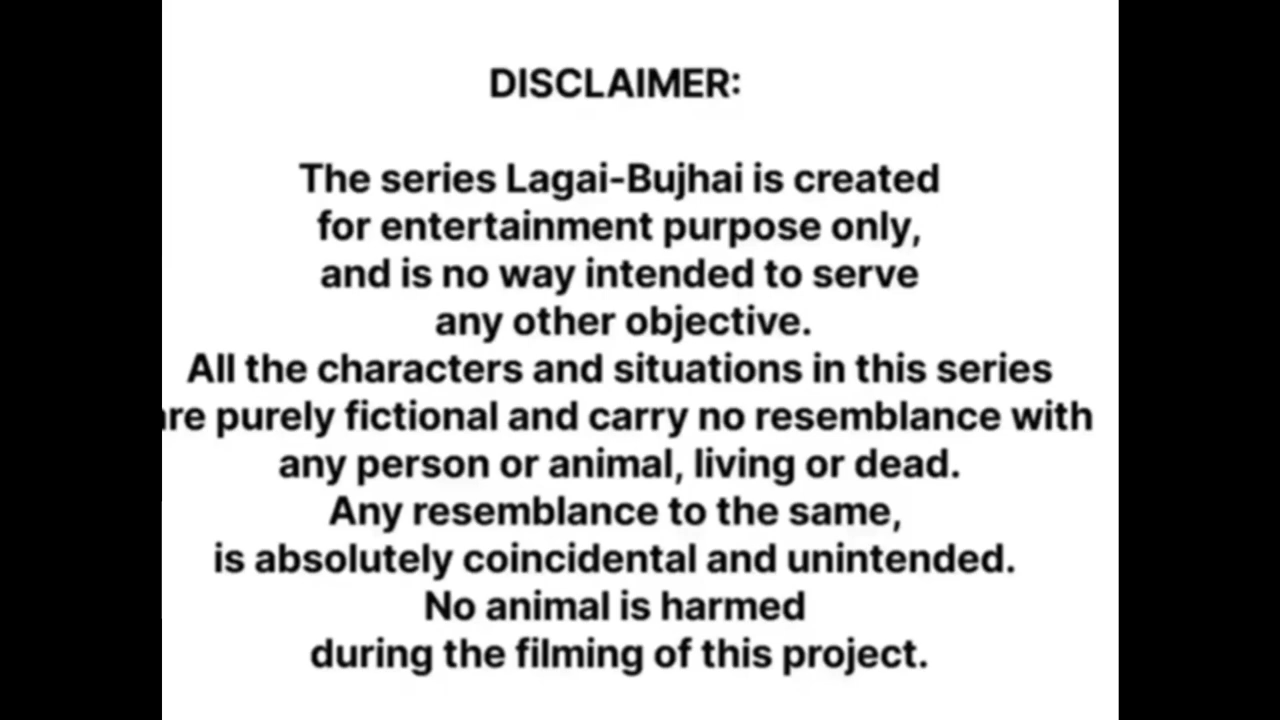 DISCLAIMER:
The series Lagai-Bujhai is created
for entertainment purpose only,
and is no way intended to serve
any other objective.
All the characters and situations in this series
are purely fictional and carry no resemblance with
any person or animal, living or dead.
Any resemblance to the same,
is absolutely coincidental and unintended.
No animal is harmed
during the filming of this project.